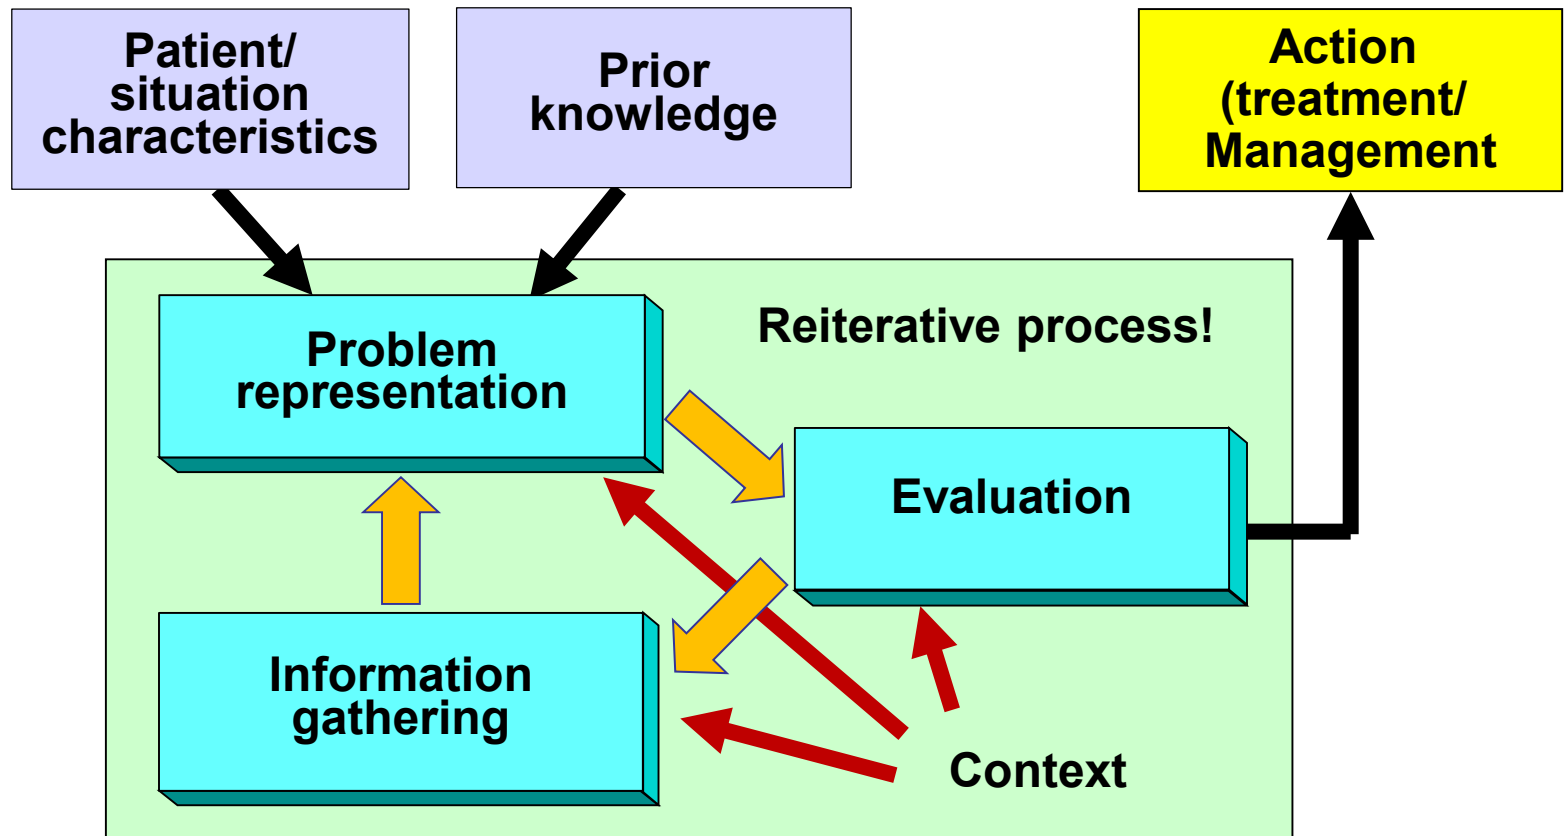 Patient/
situation
characteristics
Prior
knowledge
Action
(treatment/
Management
Reiterative process!
Problem
representation
Evaluation
Information
gathering
Context